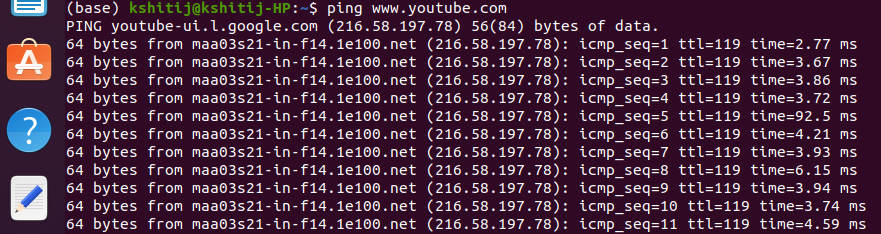 (base) kshitij@kshitij-HP:~$ ping www.youtube.com
PING youtube-ui.l.google.com (216.58.197.78) 56(84) bytes of data.
64 bytes from maa03s21-in-f14.1e100.net (216.58.197.78): icmp_seq=1 ttl=119 time=2.77 ms
64 bytes from maa03s21-in-f14.1e100.net (216.58.197.78): icmp_seq=2 ttl=119 time=3.67 ms
64 bytes from maa03s21-in-f14.1e100.net (216.58.197.78): icmp_seq=3 ttl=119 time=3.86 ms
64 bytes from maa03s21-in-f14.1e100.net (216.58.197.78): icmp_seq=4 ttl=119 time=3.72 ms
64 bytes from maa03s21-in-f14.1e100.net (216.58.197.78): icmp_seq=5 ttl=119 time=92.5 ms
64 bytes from maa03s21-in-f14.1e100.net (216.58.197.78): icmp_seq=6 ttl=119 time=4.21 ms
64 bytes from maa03s21-in-f14.1e100.net (216.58.197.78): icmp_seq=7 ttl=119 time=3.93 ms
64 bytes from maa03s21-in-f14.1e100.net (216.58.197.78): icmp_seq=8 ttl=119 time=6.15 ms
64 bytes from maa03s21-in-f14.1e100.net (216.58.197.78): icmp_seq=9 ttl=119 time=3.94 ms
64 bytes from maa03s21-in-f14.1e100.net (216.58.197.78): icmp_seq=10 ttl=119 time=3.74 ms
64 bytes from maa03s21-in-f14.1e100.net (216.58.197.78): icmp_seq=11 ttl=119 time=4.59 ms